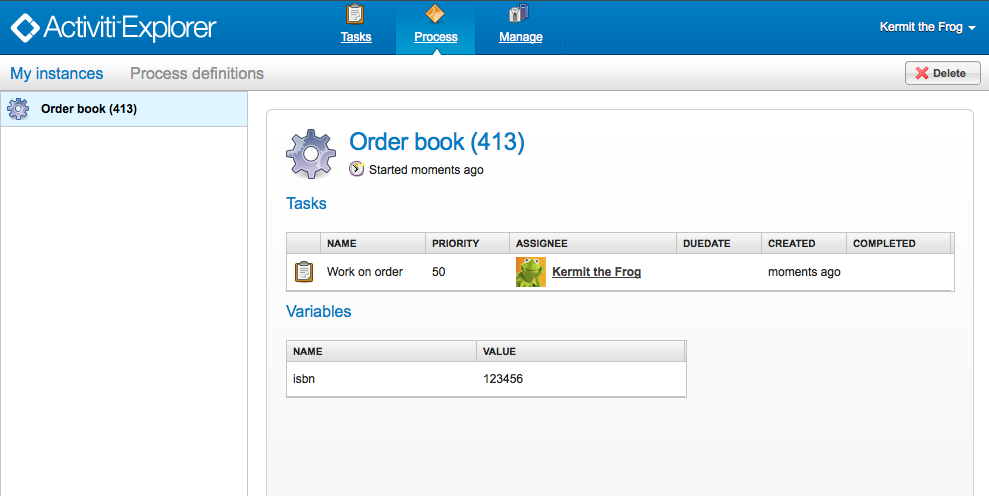 Activiti™ Explorer
Tasks
Process
Manage
Kermit the Frog
My instances
Process definitions
Delete
Order book (413)
Order book (413)
Started moments ago
Tasks
NAME PRIORITY ASSIGNEE DUEDATE CREATED COMPLETED
Work on order 50 Kermit the Frog moments ago
Variables
NAME VALUE
isbn 123456